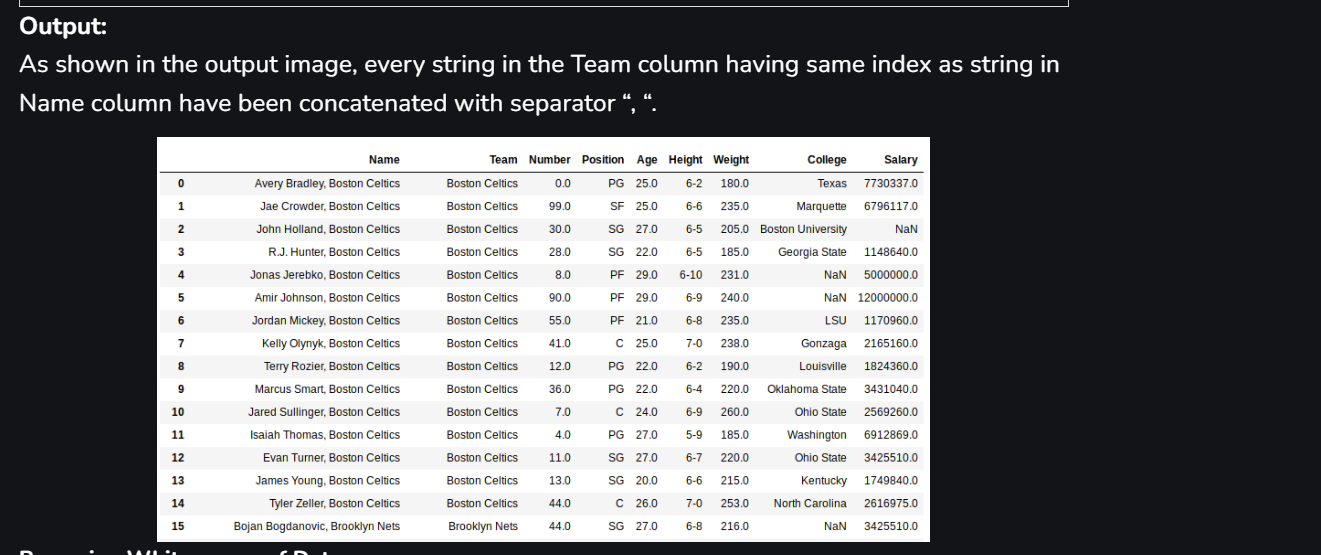 Output:
As shown in the output image, every string in the Team column having same index as string in
Name column have been concatenated with separator “, “.
Name Team Number Position Age Height Weight College Salary
0 Avery Bradley, Boston Celtics Boston Celtics 0.0 PG 25.0 6-2 180.0 Texas 7730337.0
1 Jae Crowder, Boston Celtics Boston Celtics 99.0 SF 25.0 6-6 235.0 Marquette 6796117.0
2 John Holland, Boston Celtics Boston Celtics 30.0 SG 27.0 6-5 205.0 Boston University NaN
3 R.J. Hunter, Boston Celtics Boston Celtics 28.0 SG 22.0 6-5 185.0 Georgia State 1148640.0
4 Jonas Jerebko, Boston Celtics Boston Celtics 8.0 PF 29.0 6-10 231.0 NaN 5000000.0
5 Amir Johnson, Boston Celtics Boston Celtics 90.0 PF 29.0 6-9 240.0 NaN 12000000.0
6 Jordan Mickey, Boston Celtics Boston Celtics 55.0 PF 21.0 6-8 235.0 LSU 1170960.0
7 Kelly Olynyk, Boston Celtics Boston Celtics 41.0 C 25.0 7-0 238.0 Gonzaga 2165160.0
8 Terry Rozier, Boston Celtics Boston Celtics 12.0 PG 22.0 6-2 190.0 Louisville 1824360.0
9 Marcus Smart, Boston Celtics Boston Celtics 36.0 PG 22.0 6-4 220.0 Oklahoma State 3431040.0
10 Jared Sullinger, Boston Celtics Boston Celtics 7.0 C 24.0 6-9 260.0 Ohio State 2569260.0
11 Isaiah Thomas, Boston Celtics Boston Celtics 4.0 PG 27.0 5-9 185.0 Washington 6912869.0
12 Evan Turner, Boston Celtics Boston Celtics 11.0 SG 27.0 6-7 220.0 Ohio State 3425510.0
13 James Young, Boston Celtics Boston Celtics 13.0 SG 20.0 6-6 215.0 Kentucky 1749840.0
14 Tyler Zeller, Boston Celtics Boston Celtics 44.0 C 26.0 7-0 253.0 North Carolina 2616975.0
15 Bojan Bogdanovic, Brooklyn Nets Brooklyn Nets 44.0 SG 27.0 6-8 216.0 NaN 3425510.0